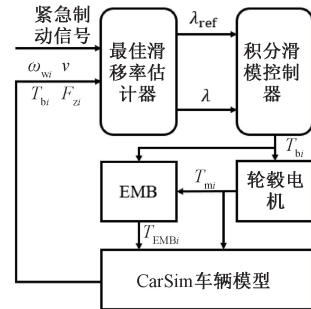 紧急制
动信号
ω_wi v
T_bi F_zi
最佳滑
移率估
计器
λ_ref
λ
积分滑
模控制
器
T_bi
EMB
T_mi
轮毂电
机
T_EMBi
CarSim车辆模型